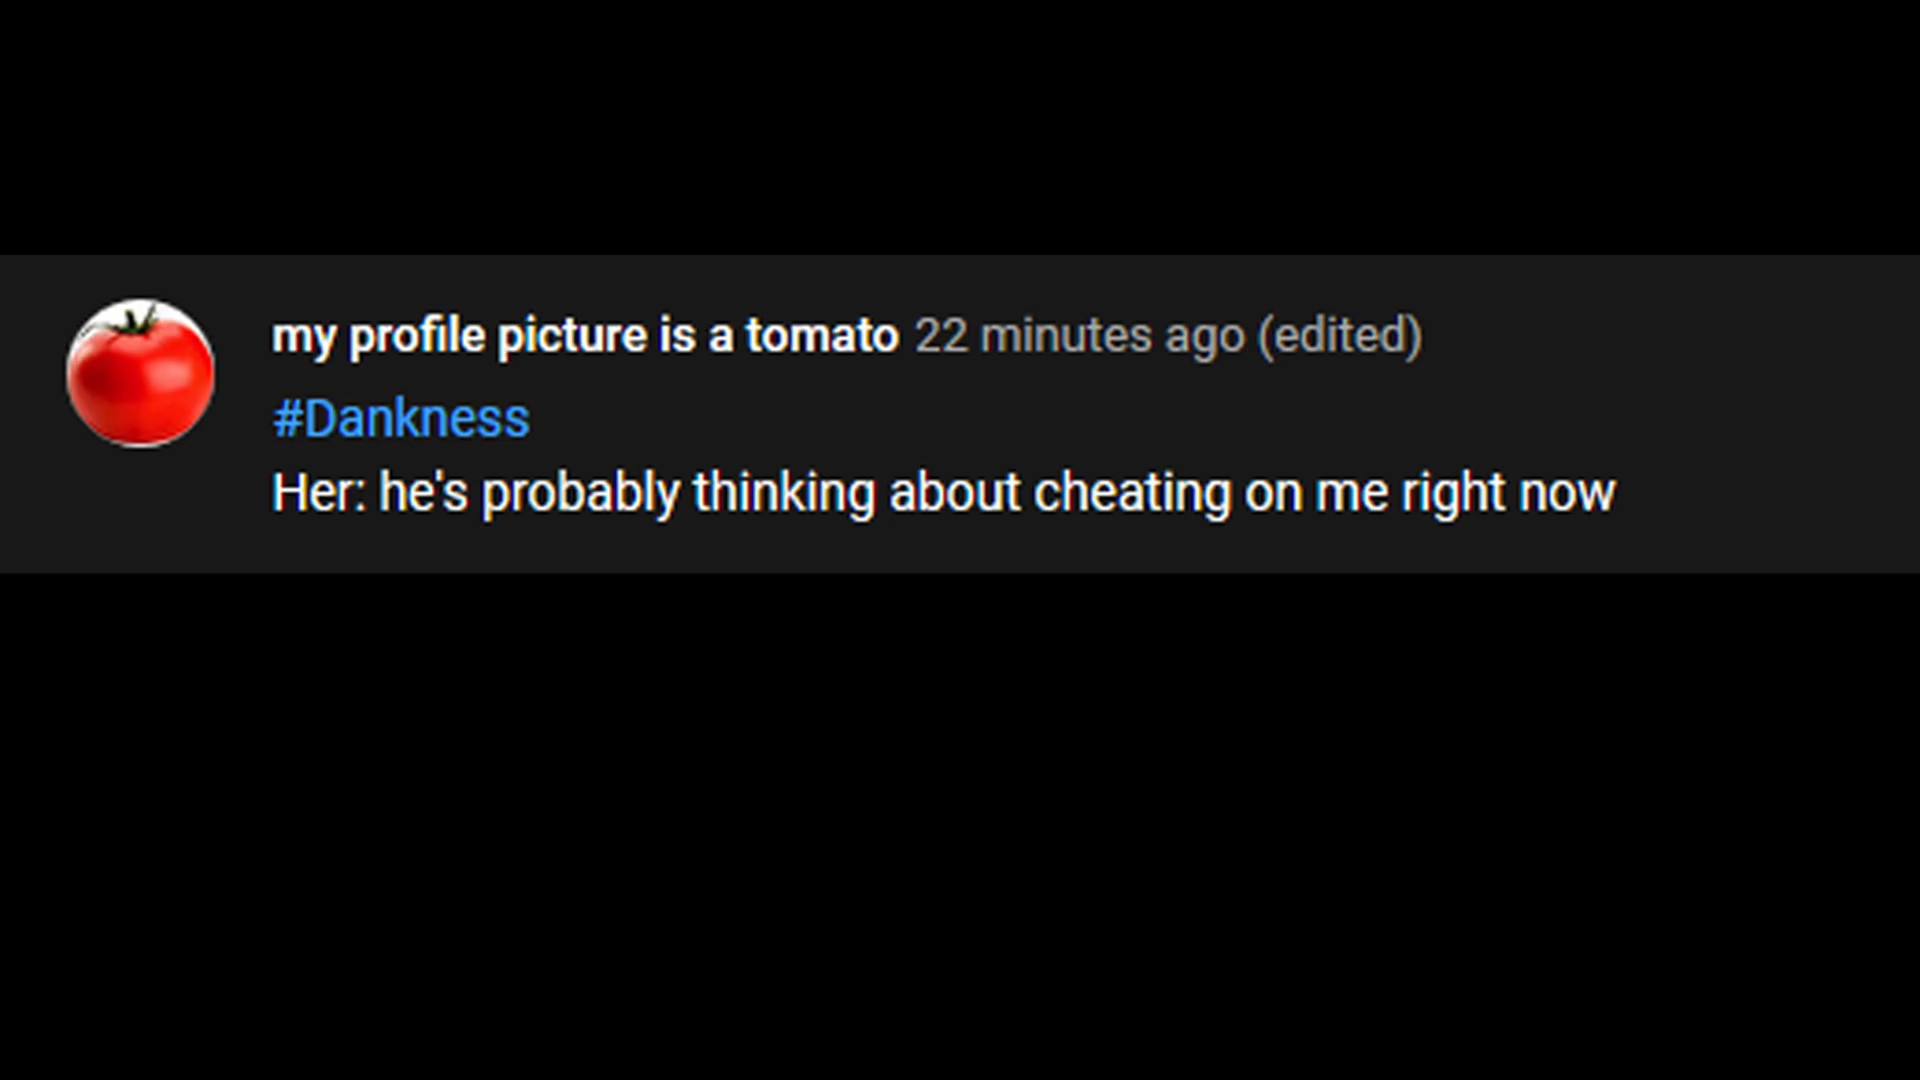 my profile picture is a tomato 22 minutes ago (edited)
#Dankness
Her: he's probably thinking about cheating on me right now